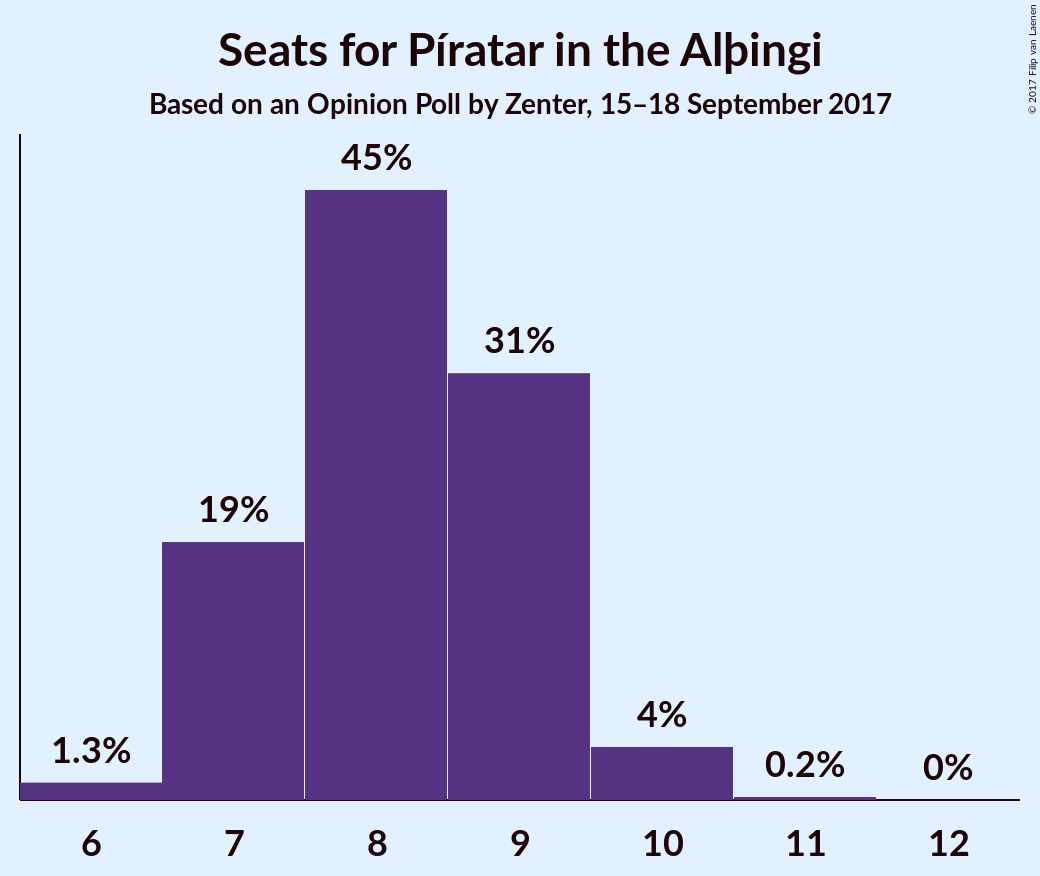 Seats for Píratar in the Alþingi
Based on an Opinion Poll by Zenter, 15–18 September 2017
© 2017 Filip van Laenen
45%
31%
19%
4%
1.3%
0.2%
0%
6 7 8 9 10 11 12